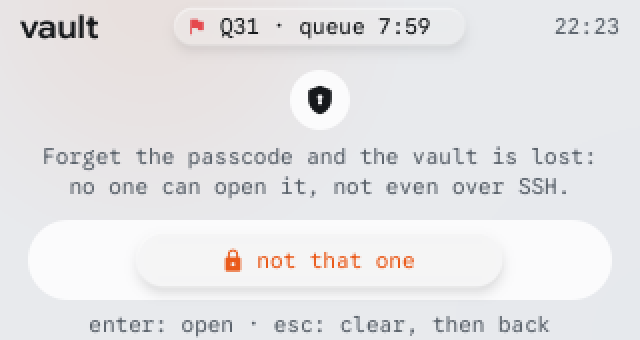 vault
Q31 · queue 7:59
22:23
Forget the passcode and the vault is lost:
no one can open it, not even over SSH.
not that one
enter: open · esc: clear, then back